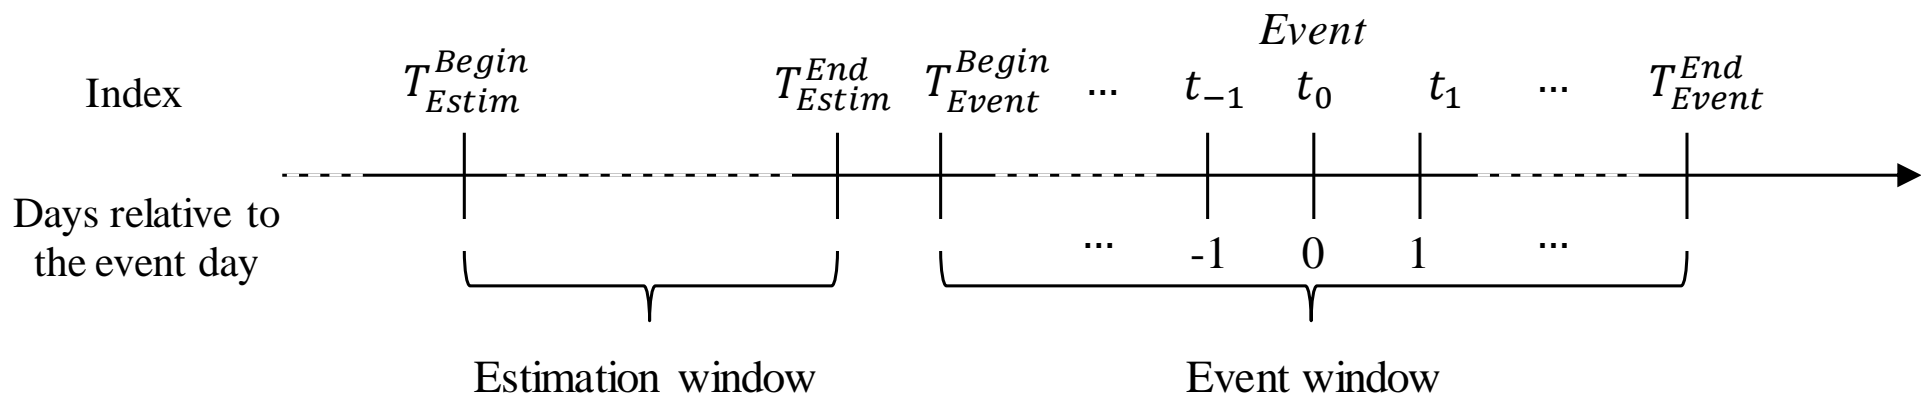 Event
Index T_{Estim}^{Begin} T_{Estim}^{End} T_{Event}^{Begin} ... t_{-1} t_0 t_1 ... T_{Event}^{End}
Days relative to
the event day
... -1 0 1 ...
Estimation window Event window